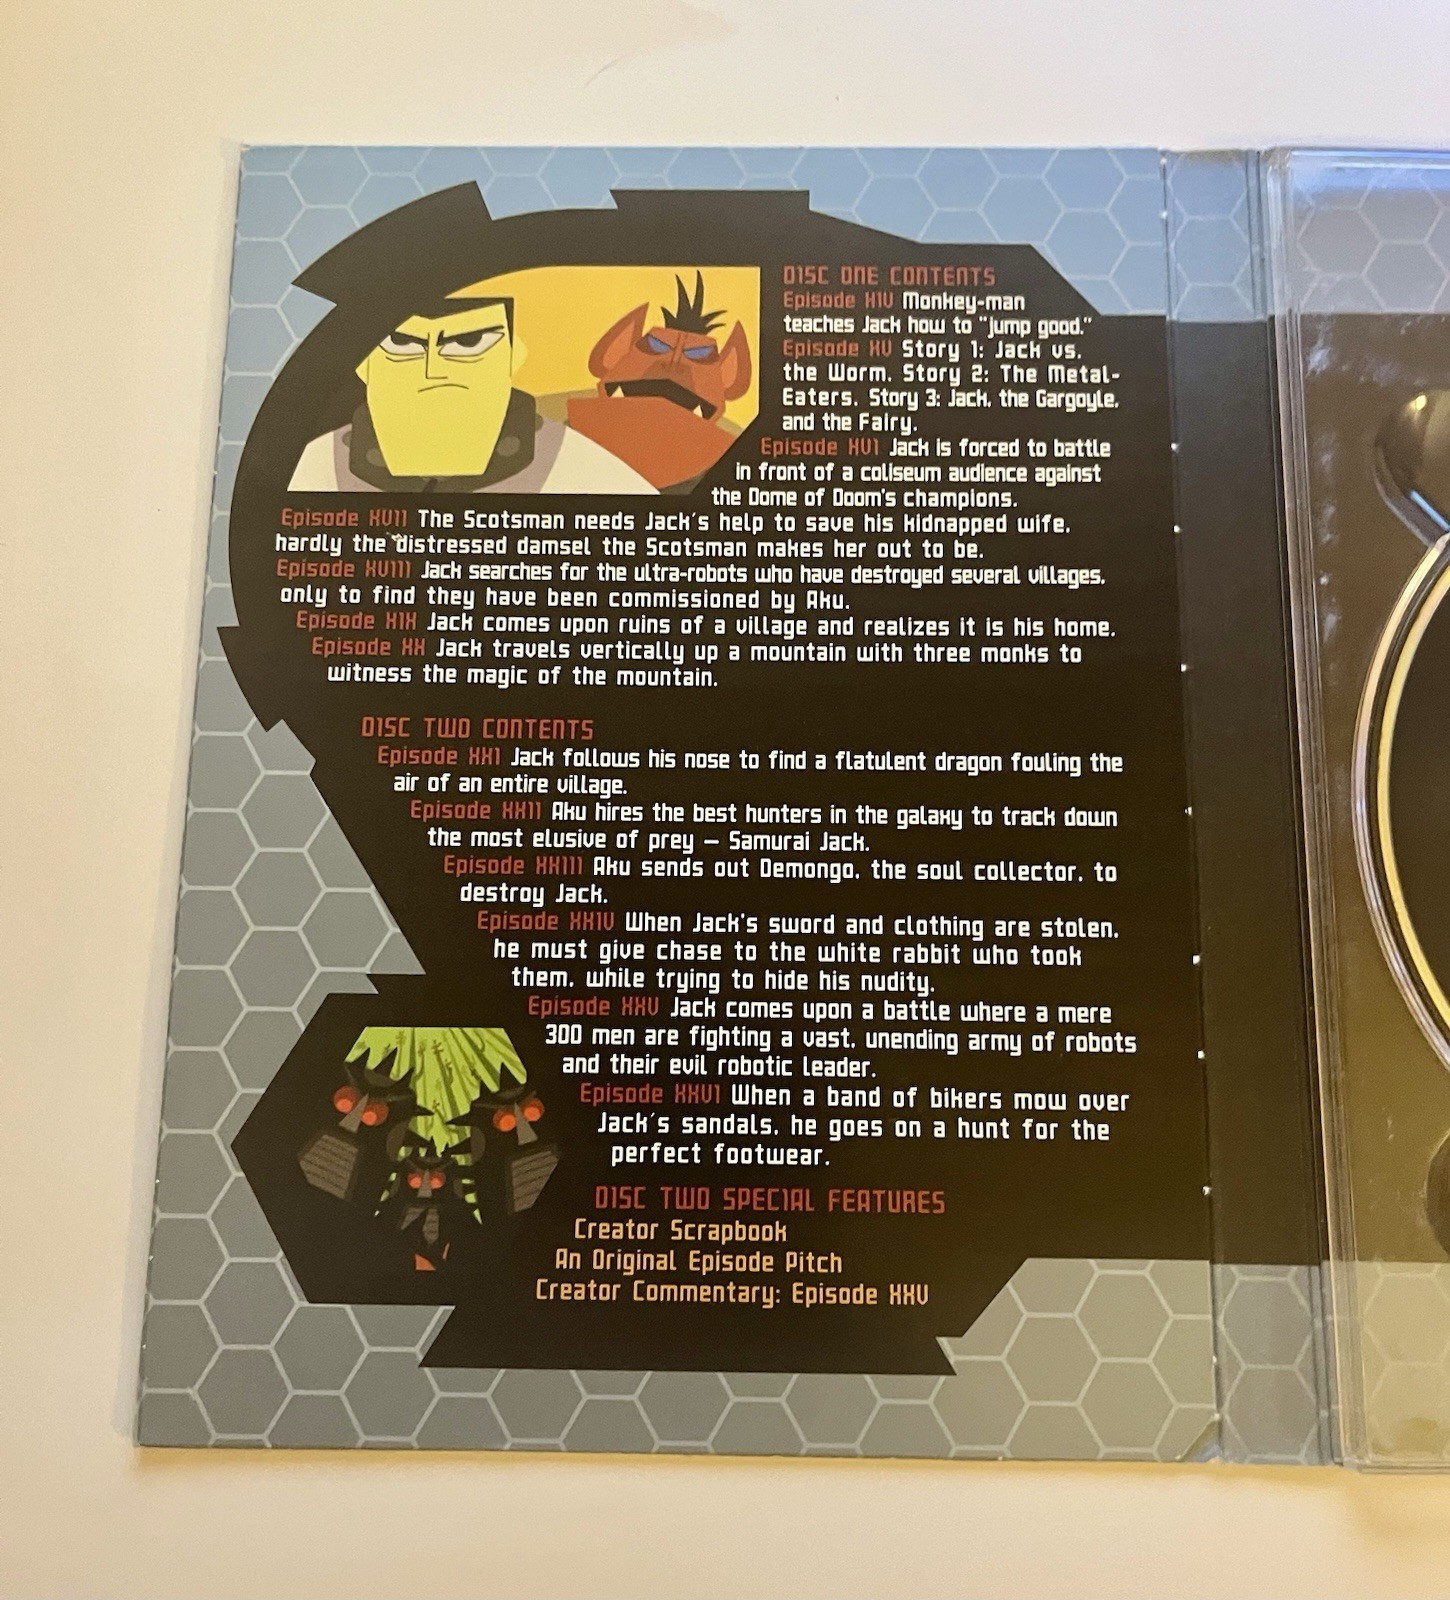 DISC ONE CONTENTS
Episode XIV Monkey-man
teaches Jack how to "jump good."
Episode XV Story 1: Jack vs.
the Worm. Story 2: The Metal-
Eaters. Story 3: Jack, the Gargoyle,
and the Fairy.
Episode XVI Jack is forced to battle
in front of a coliseum audience against
the Dome of Doom's champions.
Episode XVII The Scotsman needs Jack's help to save his kidnapped wife,
hardly the distressed damsel the Scotsman makes her out to be.
Episode XVIII Jack searches for the ultra-robots who have destroyed several villages,
only to find they have been commissioned by Aku.
Episode XIX Jack comes upon ruins of a village and realizes it is his home.
Episode XX Jack travels vertically up a mountain with three monks to
witness the magic of the mountain.
DISC TWO CONTENTS
Episode XXI Jack follows his nose to find a flatulent dragon fouling the
air of an entire village.
Episode XXII Aku hires the best hunters in the galaxy to track down
the most elusive of prey – Samurai Jack.
Episode XXIII Aku sends out Demongo, the soul collector, to
destroy Jack.
Episode XXIV When Jack's sword and clothing are stolen,
he must give chase to the white rabbit who took
them, while trying to hide his nudity.
Episode XXV Jack comes upon a battle where a mere
300 men are fighting a vast, unending army of robots
and their evil robotic leader.
Episode XXVI When a band of bikers mow over
Jack's sandals, he goes on a hunt for the
perfect footwear.
DISC TWO SPECIAL FEATURES
Creator Scrapbook
An Original Episode Pitch
Creator Commentary: Episode XXV